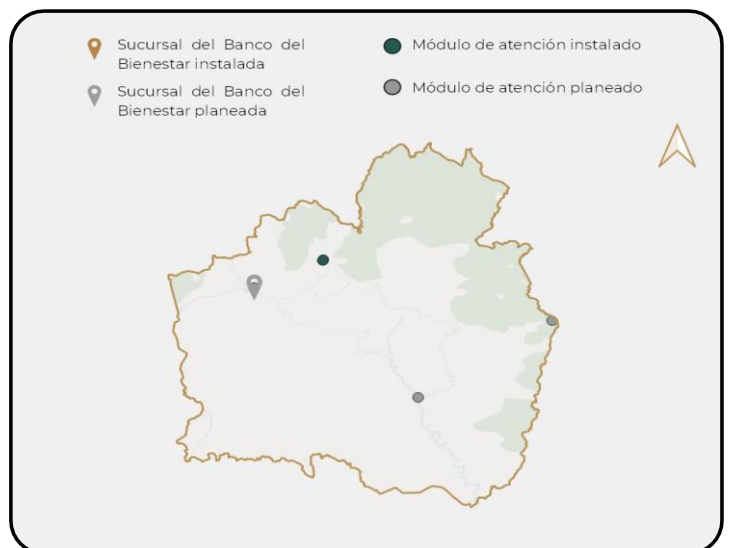 Sucursal del Banco del
Bienestar instalada
Sucursal del Banco del
Bienestar planeada
Módulo de atención instalado
Módulo de atención planeado